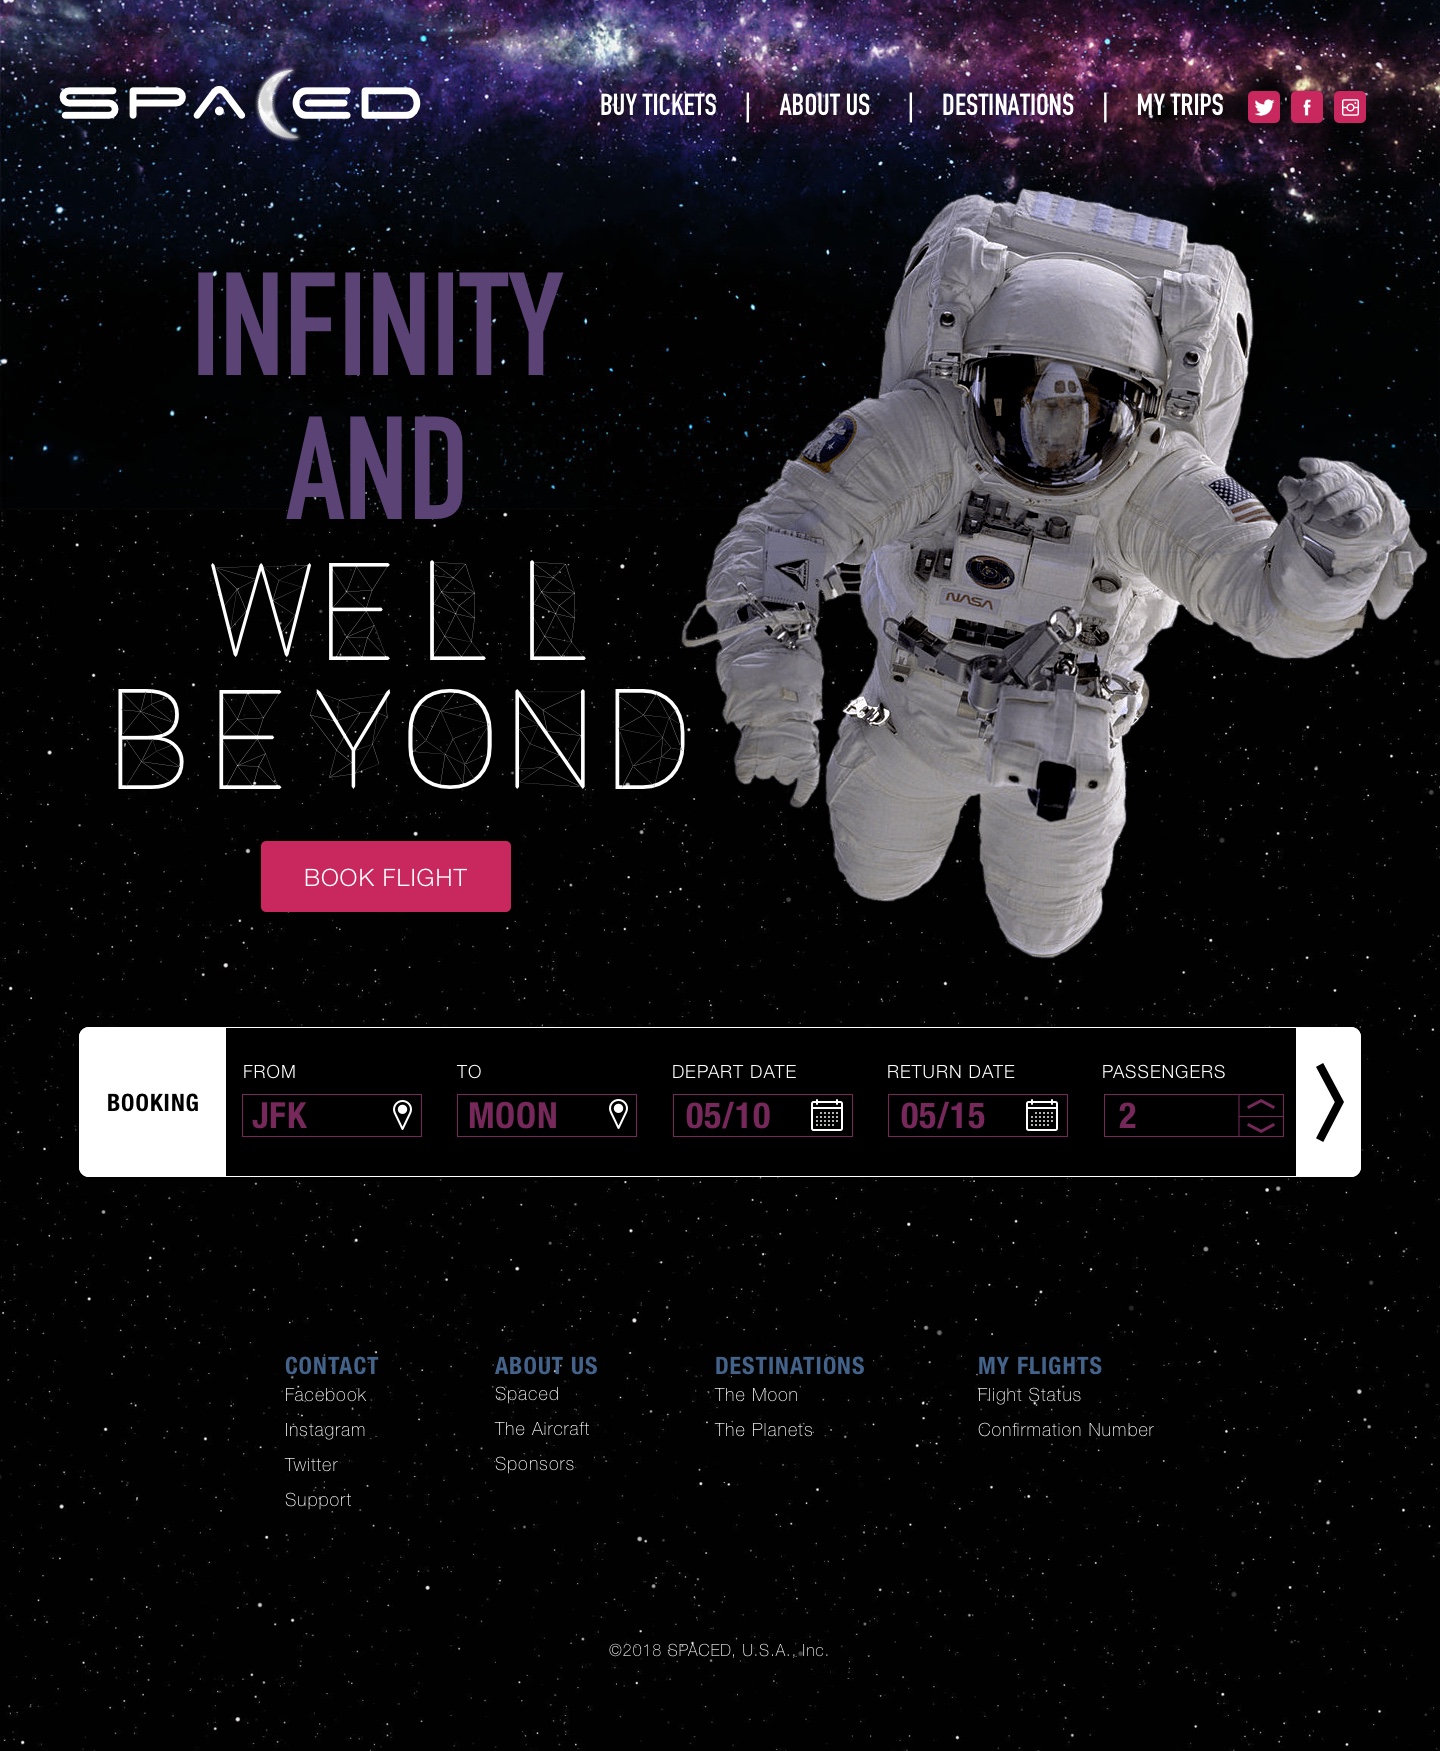 SPACED
BUY TICKETS | ABOUT US | DESTINATIONS | MY TRIPS
INFINITY
AND
WELL
BEYOND
NASA
BOOK FLIGHT
BOOKING
FROM TO DEPART DATE RETURN DATE PASSENGERS
JFK MOON 05/10 05/15 2
CONTACT
Facebook
Instagram
Twitter
Support
ABOUT US
Spaced
The Aircraft
Sponsors
DESTINATIONS
The Moon
The Planets
MY FLIGHTS
Flight Status
Confirmation Number
©2018 SPACED, U.S.A., Inc.